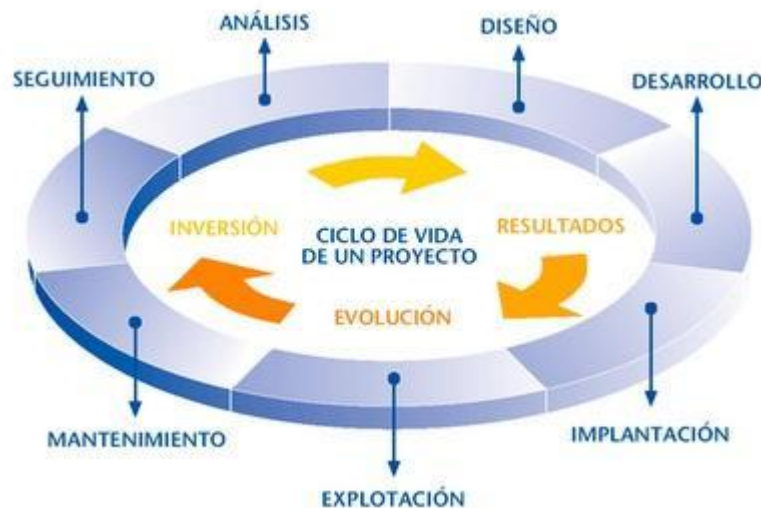 ANÁLISIS
DISEÑO
SEGUIMIENTO
DESARROLLO
INVERSIÓN
CICLO DE VIDA
DE UN PROYECTO
RESULTADOS
EVOLUCIÓN
MANTENIMIENTO
IMPLANTACIÓN
EXPLOTACIÓN